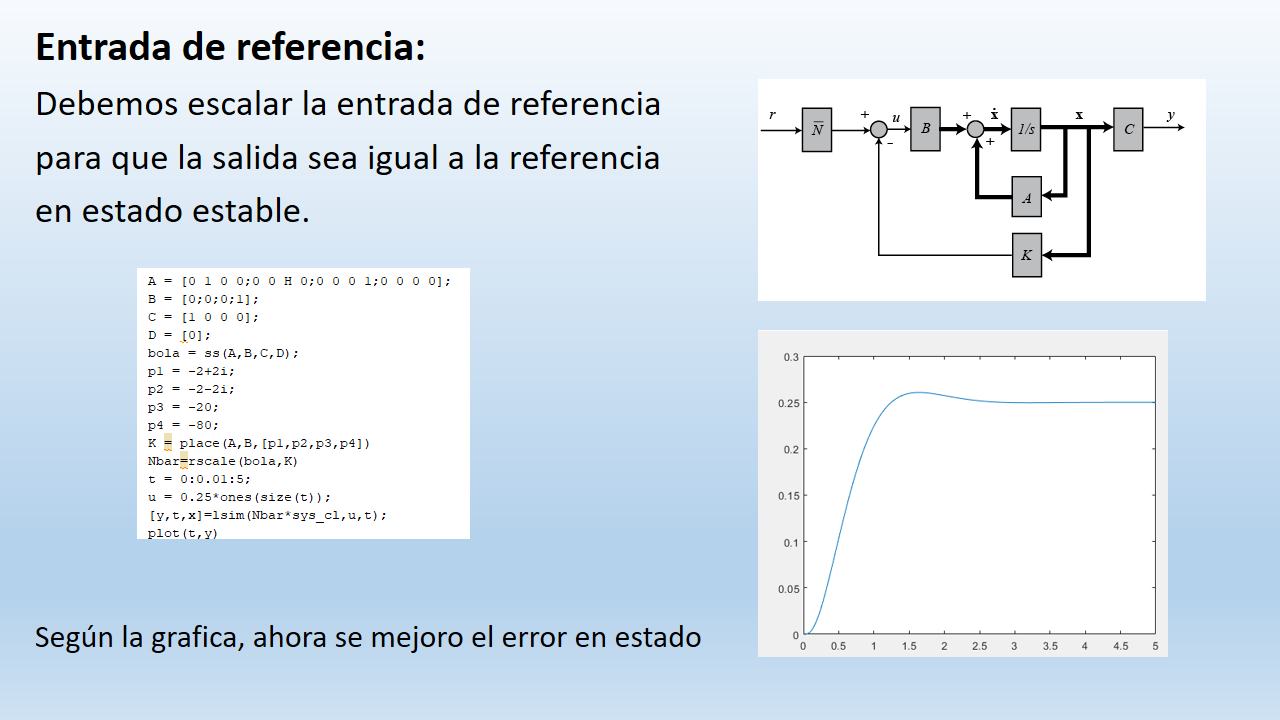 Entrada de referencia:
Debemos escalar la entrada de referencia
para que la salida sea igual a la referencia
en estado estable.
A = [0 1 0 0;0 0 H 0;0 0 0 1;0 0 0 0];
B = [0;0;0;1];
C = [1 0 0 0];
D = [0];
bola = ss(A,B,C,D);
p1 = -2+2i;
p2 = -2-2i;
p3 = -20;
p4 = -80;
K = place(A,B,[p1,p2,p3,p4])
Nbar=rscale(bola,K)
t = 0:0.01:5;
u = 0.25*ones(size(t));
[y,t,x]=lsim(Nbar*sys_cl,u,t);
plot(t,y)
Según la grafica, ahora se mejoro el error en estado
r N̅ + - u B + + ẋ 1/s x C y
A
K
0.3
0.25
0.2
0.15
0.1
0.05
0
0 0.5 1 1.5 2 2.5 3 3.5 4 4.5 5